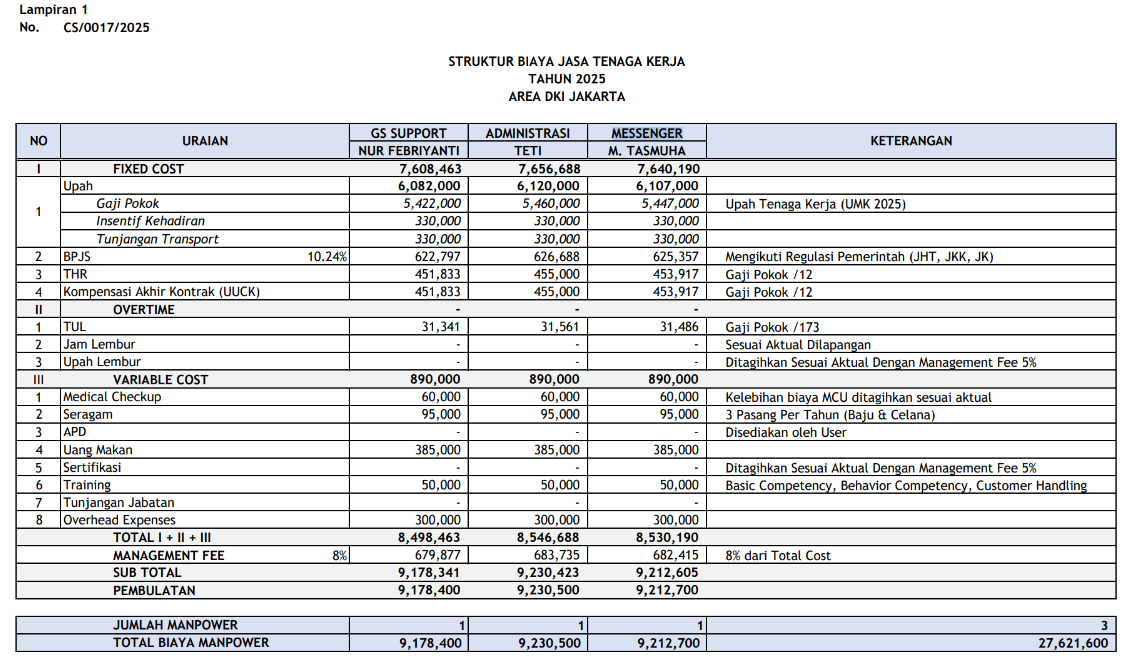 Lampiran 1
No. CS/0017/2025
STRUKTUR BIAYA JASA TENAGA KERJA
TAHUN 2025
AREA DKI JAKARTA
NO URAIAN GS SUPPORT ADMINISTRASI MESSENGER KETERANGAN
NUR FEBRIYANTI TETI M. TASMUHA
I FIXED COST 7,608,463 7,656,688 7,640,190
1 Upah 6,082,000 6,120,000 6,107,000
Gaji Pokok 5,422,000 5,460,000 5,447,000 Upah Tenaga Kerja (UMK 2025)
Insentif Kehadiran 330,000 330,000 330,000
Tunjangan Transport 330,000 330,000 330,000
2 BPJS 10.24% 622,797 626,688 625,357 Mengikuti Regulasi Pemerintah (JHT, JKK, JK)
3 THR 451,833 455,000 453,917 Gaji Pokok /12
4 Kompensasi Akhir Kontrak (UUCK) 451,833 455,000 453,917 Gaji Pokok /12
II OVERTIME - - -
1 TUL 31,341 31,561 31,486 Gaji Pokok /173
2 Jam Lembur - - - Sesuai Aktual Dilapangan
3 Upah Lembur - - - Ditagihkan Sesuai Aktual Dengan Management Fee 5%
III VARIABLE COST 890,000 890,000 890,000
1 Medical Checkup 60,000 60,000 60,000 Kelebihan biaya MCU ditagihkan sesuai aktual
2 Seragam 95,000 95,000 95,000 3 Pasang Per Tahun (Baju & Celana)
3 APD - - - Disediakan oleh User
4 Uang Makan 385,000 385,000 385,000
5 Sertifikasi - - - Ditagihkan Sesuai Aktual Dengan Management Fee 5%
6 Training 50,000 50,000 50,000 Basic Competency, Behavior Competency, Customer Handling
7 Tunjangan Jabatan - - -
8 Overhead Expenses 300,000 300,000 300,000
TOTAL I + II + III 8,498,463 8,546,688 8,530,190
MANAGEMENT FEE 8% 679,877 683,735 682,415 8% dari Total Cost
SUB TOTAL 9,178,341 9,230,423 9,212,605
PEMBULATAN 9,178,400 9,230,500 9,212,700
JUMLAH MANPOWER 1 1 1 3
TOTAL BIAYA MANPOWER 9,178,400 9,230,500 9,212,700 27,621,600